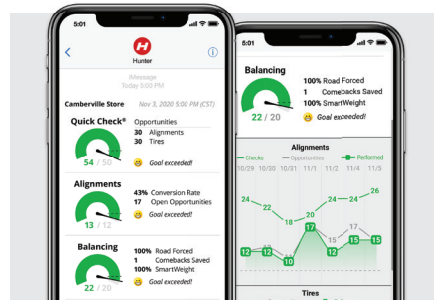 5:01
H
Hunter
iMessage
Today 5:00 PM
Camberville Store Nov 3, 2020 5:00 PM (CST)
Quick Check® Opportunities
30 Alignments
30 Tires
54 / 50 Goal exceeded!
Alignments
43% Conversion Rate
17 Open Opportunities
13 / 12 Goal exceeded!
Balancing
100% Road Forced
1 Comebacks Saved
100% SmartWeight
22 / 20 Goal exceeded!
5:01
Balancing
100% Road Forced
1 Comebacks Saved
100% SmartWeight
22 / 20 Goal exceeded!
Alignments
Checks Opportunities Performed
10/29 10/30 10/31 11/1 11/2 11/4 11/5
24 22 18 20 24 24 26
12 12 10 17 15 15
17 15 17
Tires